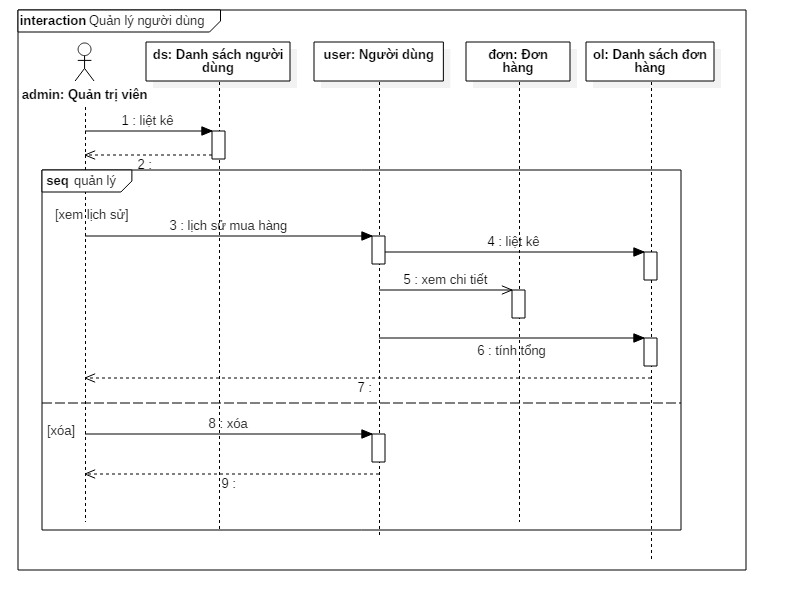 interaction Quản lý người dùng
ds: Danh sách người
dùng
user: Người dùng
đơn: Đơn
hàng
ol: Danh sách đơn
hàng
admin: Quản trị viên
1 : liệt kê
2 :
seq quản lý
[xem lịch sử]
3 : lịch sử mua hàng
4 : liệt kê
5 : xem chi tiết
6 : tính tổng
7 :
[xóa]
8 : xóa
9 :